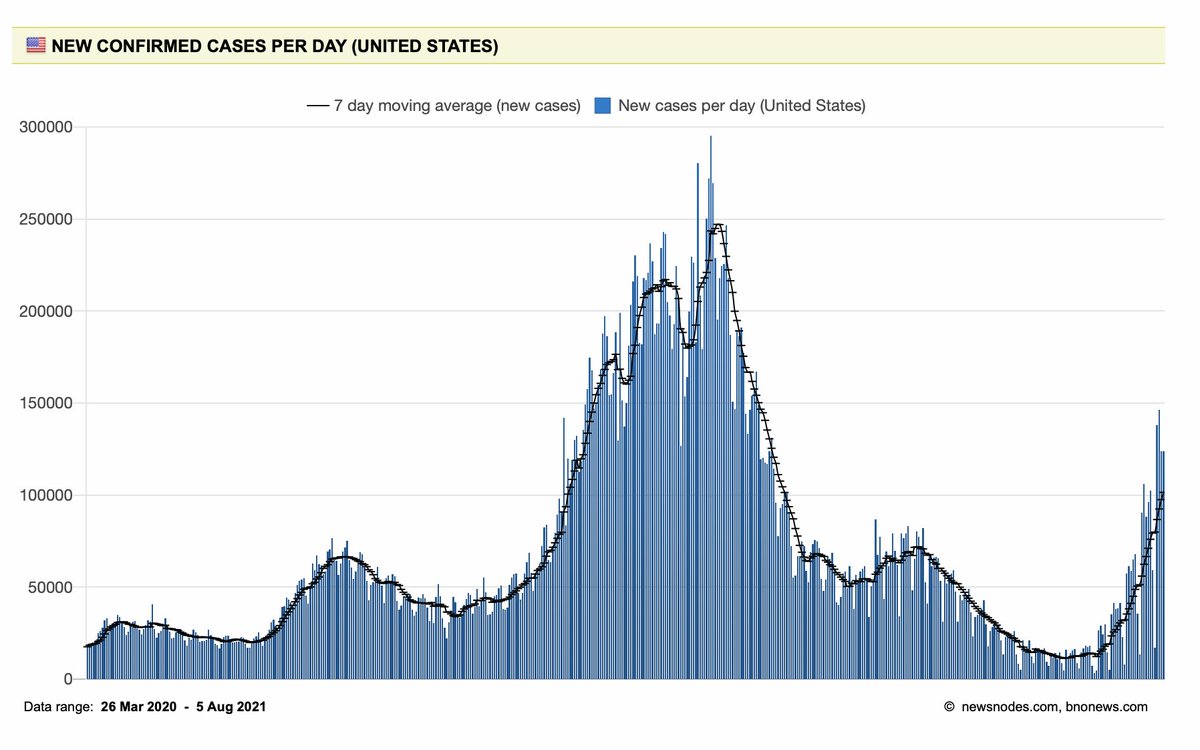 NEW CONFIRMED CASES PER DAY (UNITED STATES)
7 day moving average (new cases) New cases per day (United States)
300000
250000
200000
150000
100000
50000
0
Data range: 26 Mar 2020 - 5 Aug 2021 © newsnodes.com, bnonews.com